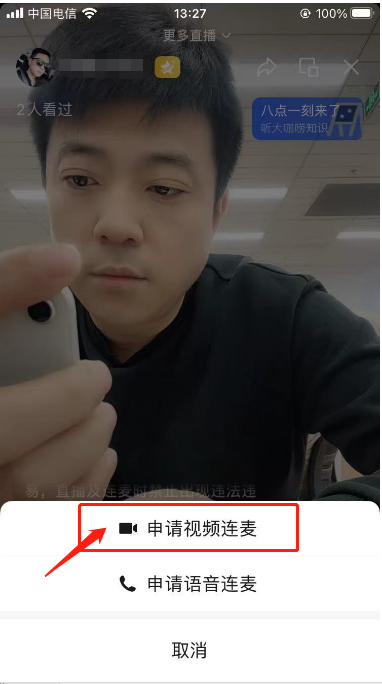 中国电信
13:27
100%
更多直播
2人看过
八点一刻来了
听大咖唠知识
易，直播及连麦时禁止出现违法违
申请视频连麦
申请语音连麦
取消